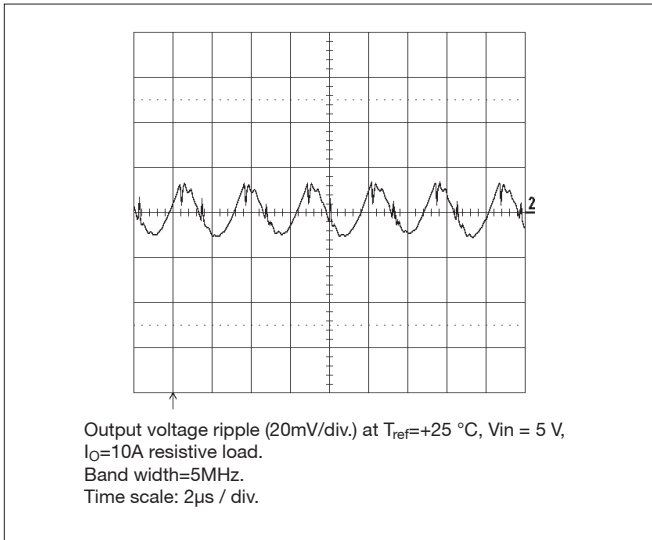 2
Output voltage ripple (20mV/div.) at Tref=+25 °C, Vin = 5 V,
IO=10A resistive load.
Band width=5MHz.
Time scale: 2µs / div.